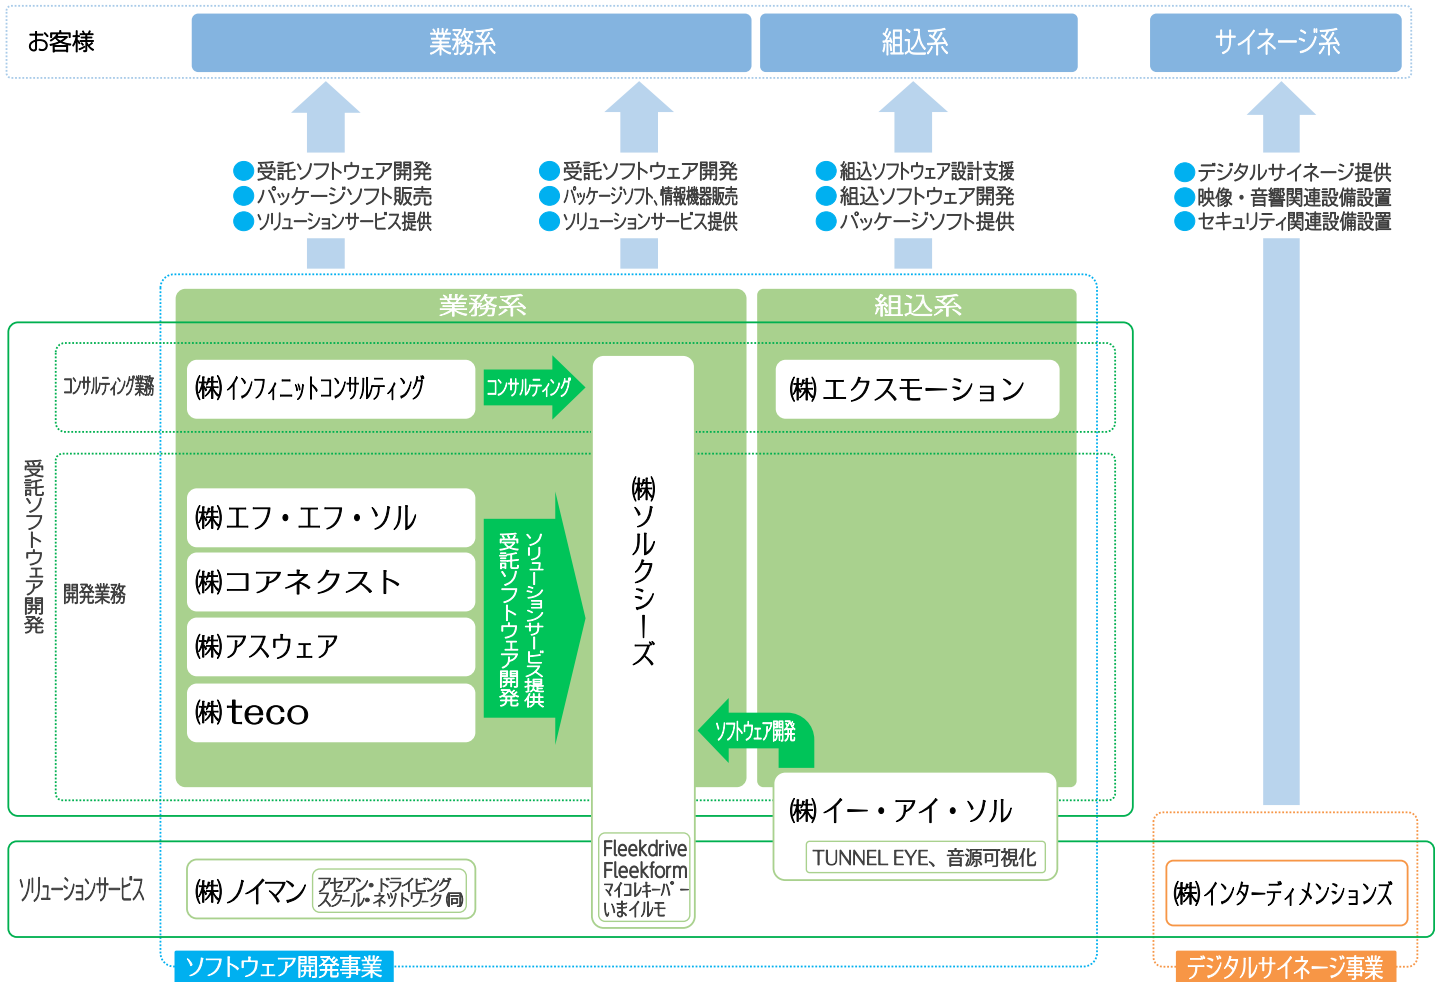 お客様
業務系
組込系
サイネージ系
●受託ソフトウェア開発
●パッケージソフト販売
●ソリューションサービス提供
●受託ソフトウェア開発
●パッケージソフト、情報機器販売
●ソリューションサービス提供
●組込ソフトウェア設計支援
●組込ソフトウェア開発
●パッケージソフト提供
●デジタルサイネージ提供
●映像・音響関連設備設置
●セキュリティ関連設備設置
業務系
組込系
受託ソフトウェア開発
コンサルティング業務
㈱インフィニットコンサルティング
コンサルティング
㈱ソルクシーズ
㈱エクスモーション
開発業務
㈱エフ・エフ・ソル
㈱コアネクスト
㈱アスウェア
㈱teco
ソリューションサービス提供
受託ソフトウェア開発
ソフトウェア開発
㈱イー・アイ・ソル
TUNNEL EYE、音源可視化
ソリューションサービス
㈱ノイマン
アセアン・ドライビング
スクール・ネットワーク㈲
Fleekdrive
Fleekform
マイコレキーパー
いまイルモ
㈱インターディメンションズ
ソフトウェア開発事業
デジタルサイネージ事業